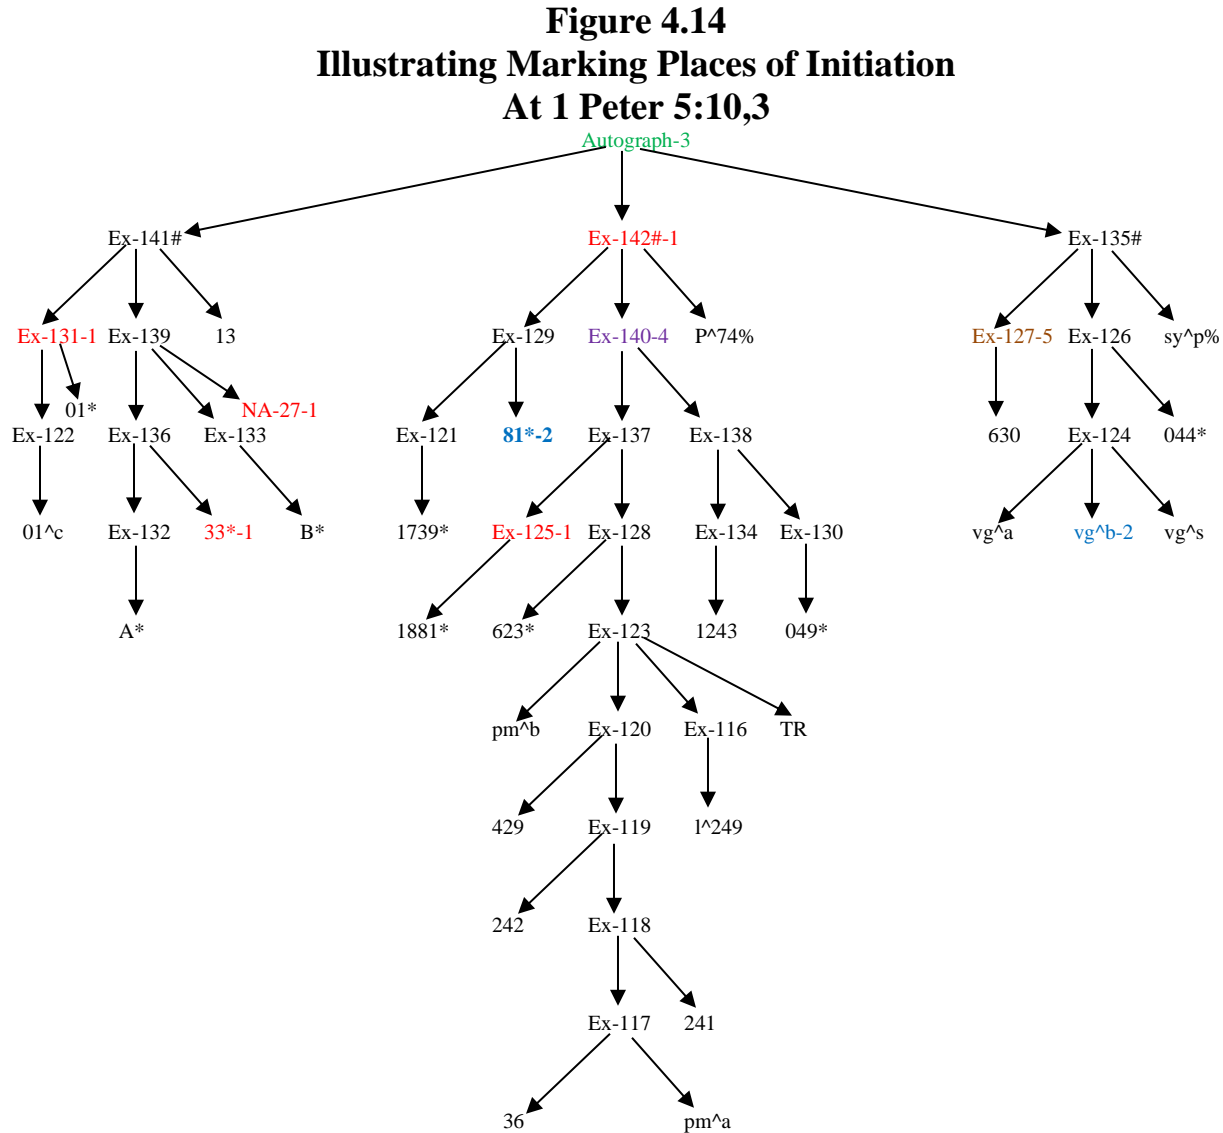 Figure 4.14
Illustrating Marking Places of Initiation
At 1 Peter 5:10,3
Autograph-3
Ex-141# Ex-142#-1 Ex-135#
Ex-131-1 Ex-139 13 Ex-129 Ex-140-4 P^74% Ex-127-5 Ex-126 sy^p%
01* NA-27-1
Ex-122 Ex-136 Ex-133 Ex-121 81*-2 Ex-137 Ex-138 630 Ex-124 044*
01^c Ex-132 33*-1 B* 1739* Ex-125-1 Ex-128 Ex-134 Ex-130 vg^a vg^b-2 vg^s
A* 1881* 623* Ex-123 1243 049*
pm^b Ex-120 Ex-116 TR
429 Ex-119 l^249
242 Ex-118
Ex-117 241
36 pm^a